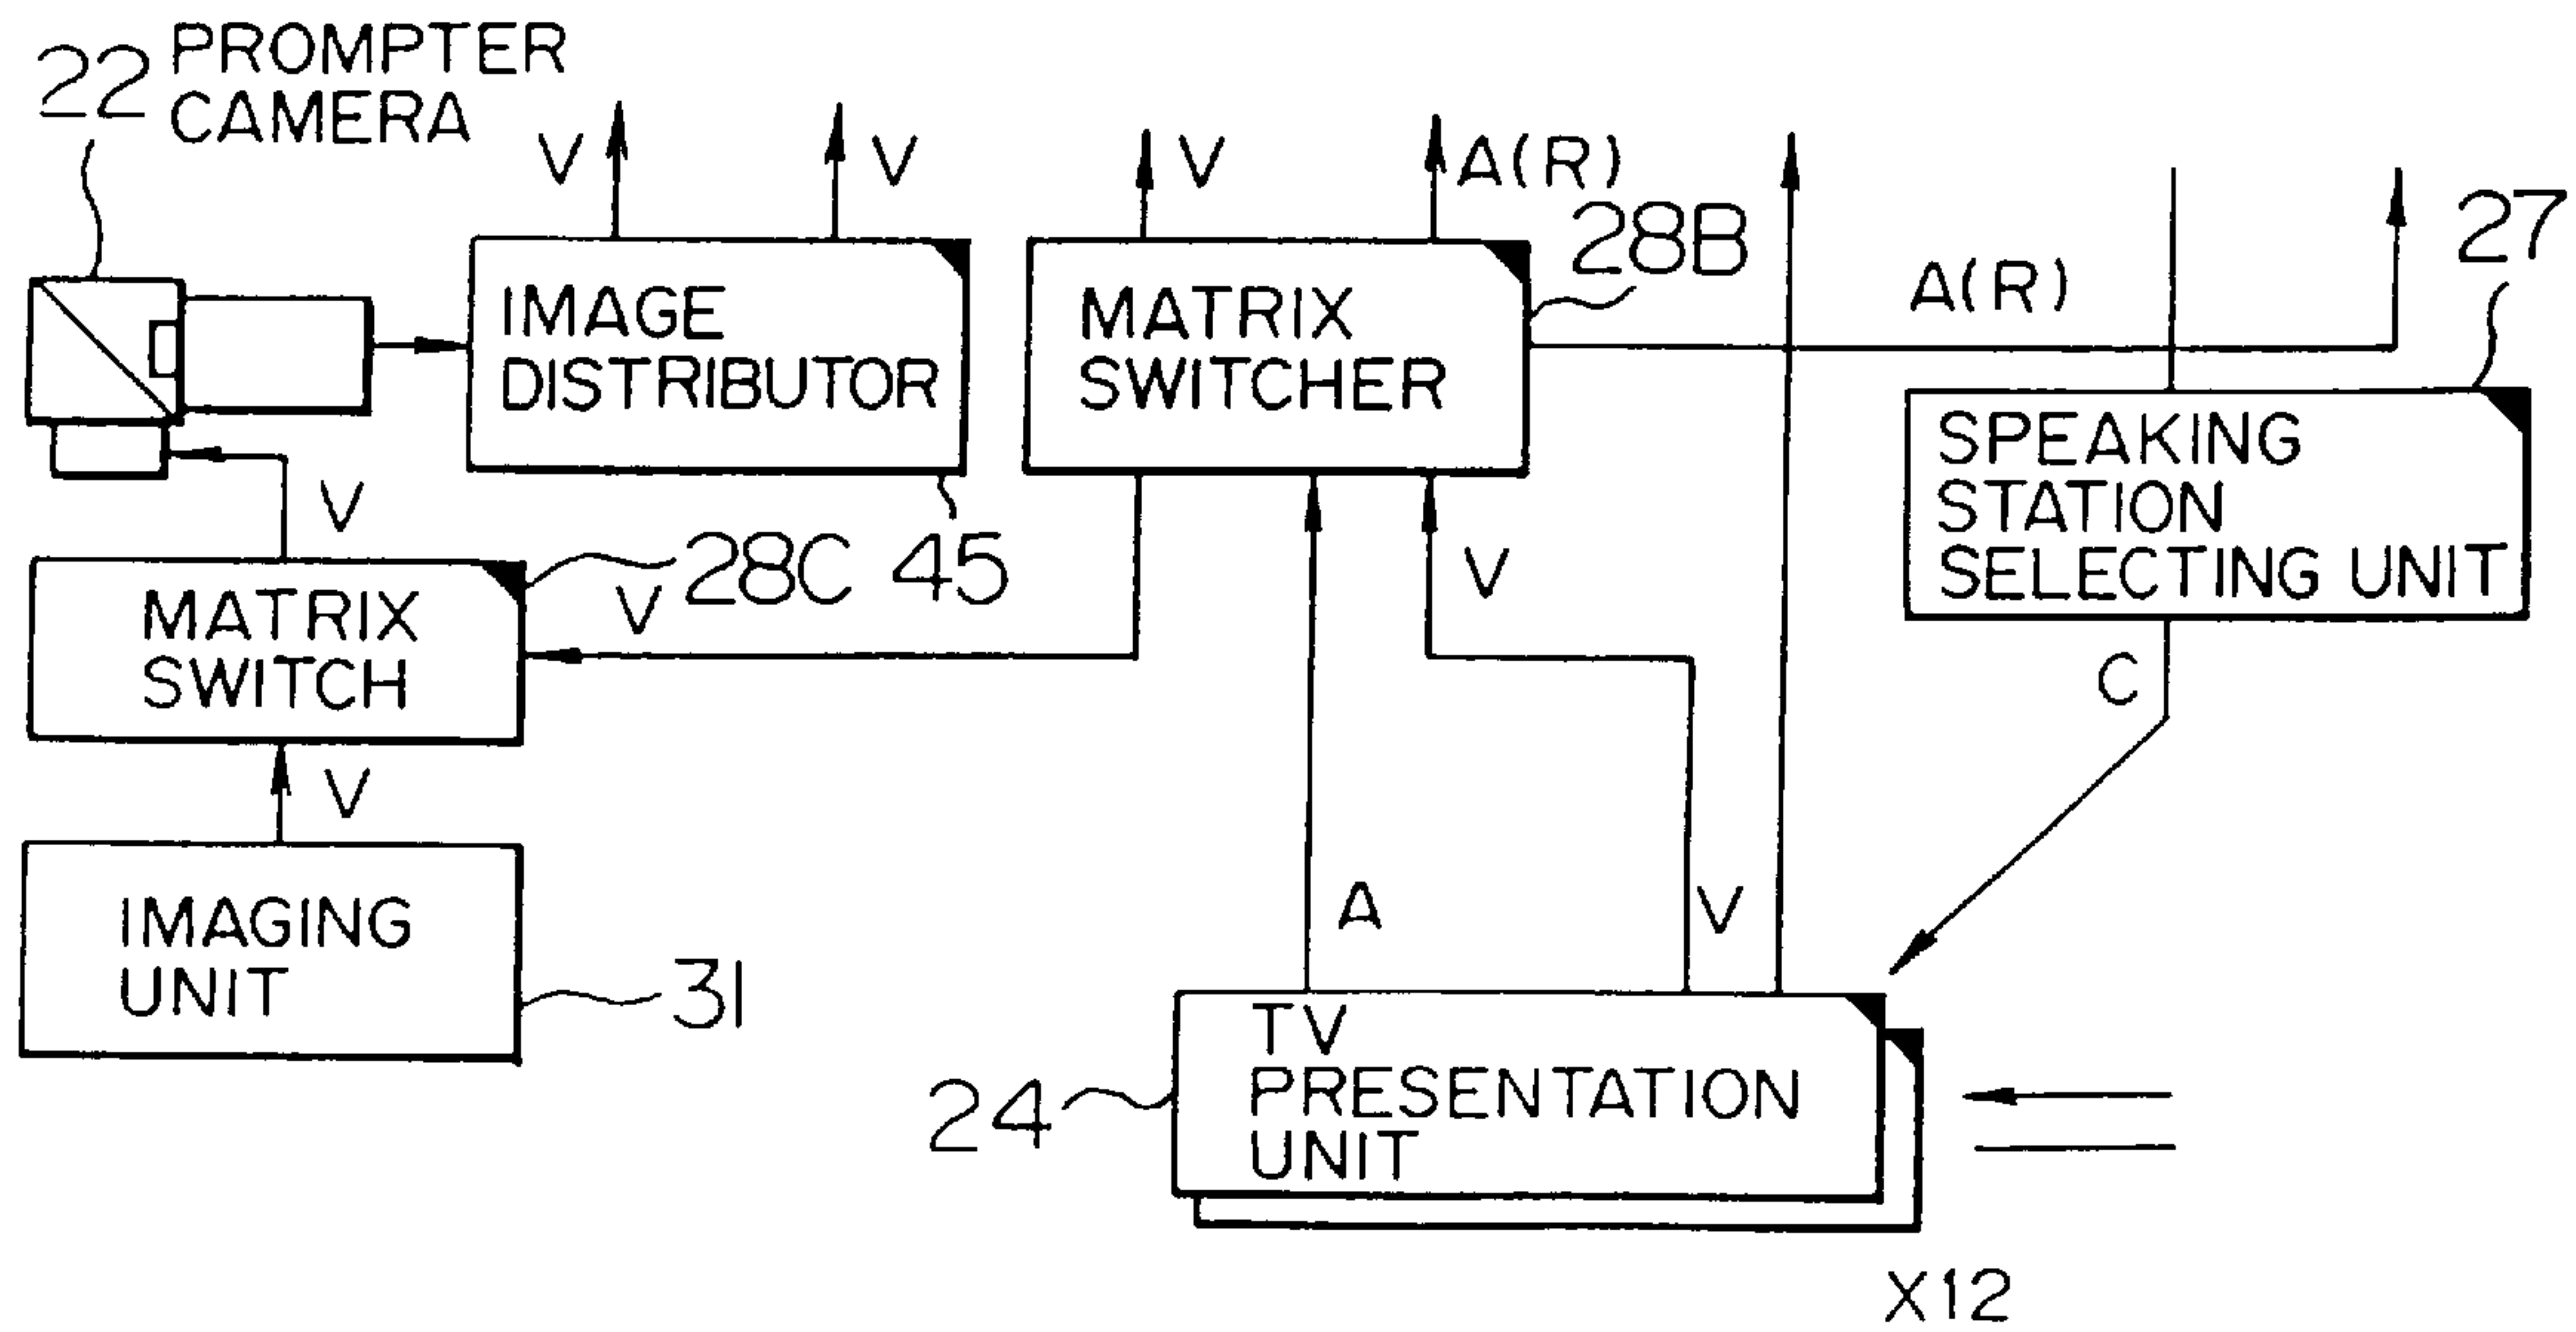 22 PROMPTER
CAMERA
V
V
V
A(R)
28B
27
A(R)
IMAGE
DISTRIBUTOR
MATRIX
SWITCHER
SPEAKING
STATION
SELECTING UNIT
V
28C
45
V
V
C
MATRIX
SWITCH
V
IMAGING
UNIT
31
A
V
24
TV
PRESENTATION
UNIT
X12